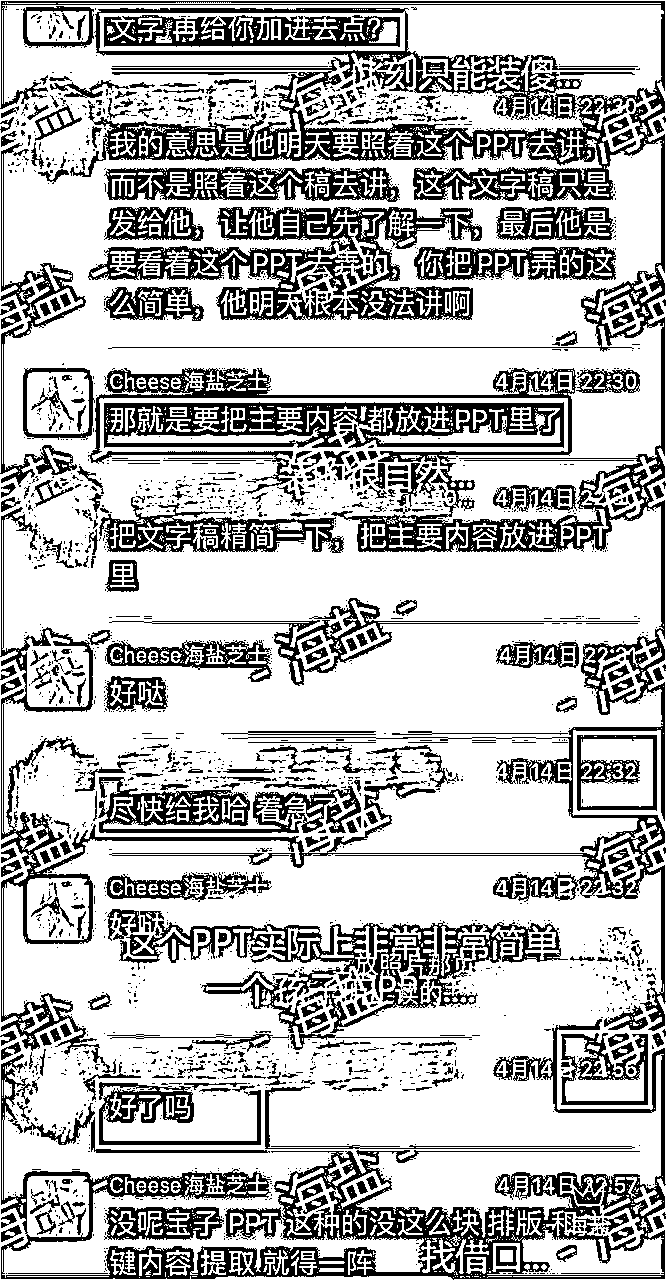 文字 再给你加进去点?
此刻只能装傻...
4月14日 22:30
我的意思是他明天要照着这个PPT去讲,
而不是照着这个稿去讲，这个文字稿只是
发给他，让他自己先了解一下，最后他是
要看着这个PPT去弄的，你把PPT弄的这
么简单，他明天根本没法讲啊
Cheese海盐芝士
4月14日 22:30
那就是要把主要内容 都放进PPT里了
4月14日
把文字稿精简一下，把主要内容放进PPT
里
Cheese海盐芝士
4月14日
好哒
4月14日 22:32
尽快给我哈 着急了
Cheese海盐芝士
4月14日 22:32
好哒
这个PPT实际上非常非常简单
4月14日 22:56
好了吗
Cheese海盐芝士
4月14日 22:57
没呢宝子 PPT 这种的没这么块 排版 和
键内容 提取 就得一阵
找借口...
海盐